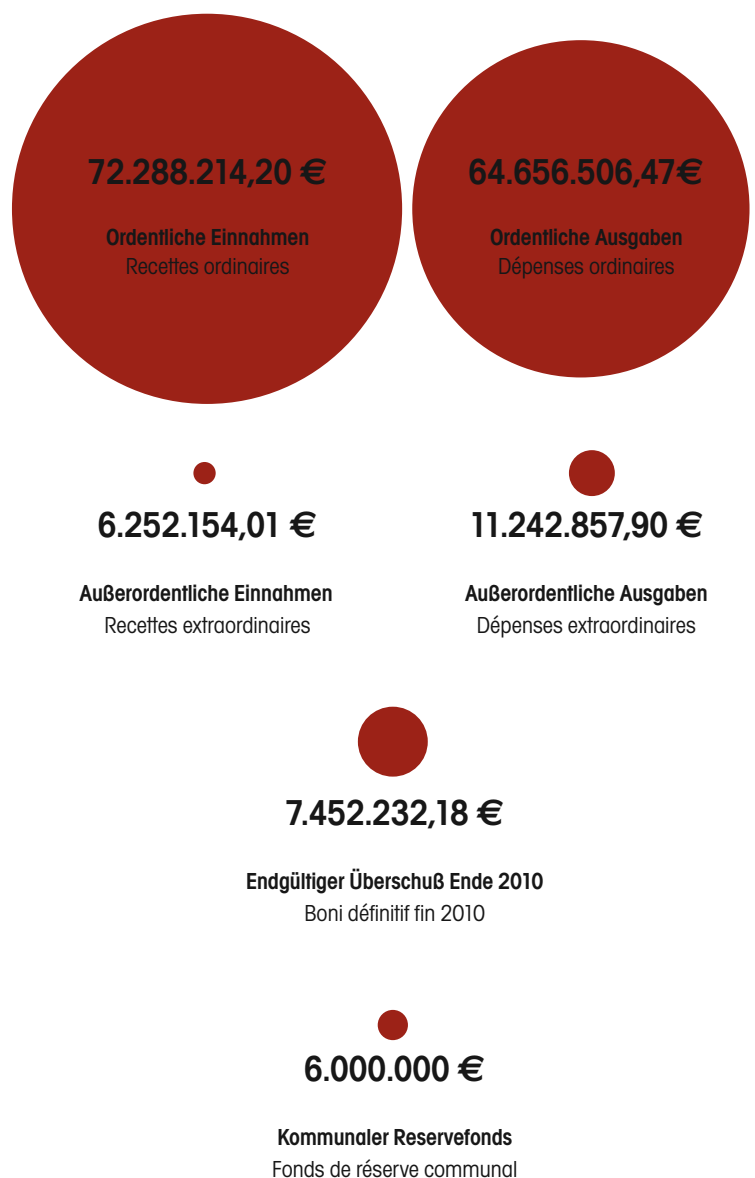 72.288.214,20 €
Ordentliche Einnahmen
Recettes ordinaires
64.656.506,47€
Ordentliche Ausgaben
Dépenses ordinaires
6.252.154,01 €
Außerordentliche Einnahmen
Recettes extraordinaires
11.242.857,90 €
Außerordentliche Ausgaben
Dépenses extraordinaires
7.452.232,18 €
Endgültiger Überschuß Ende 2010
Boni définitif fin 2010
6.000.000 €
Kommunaler Reservefonds
Fonds de réserve communal